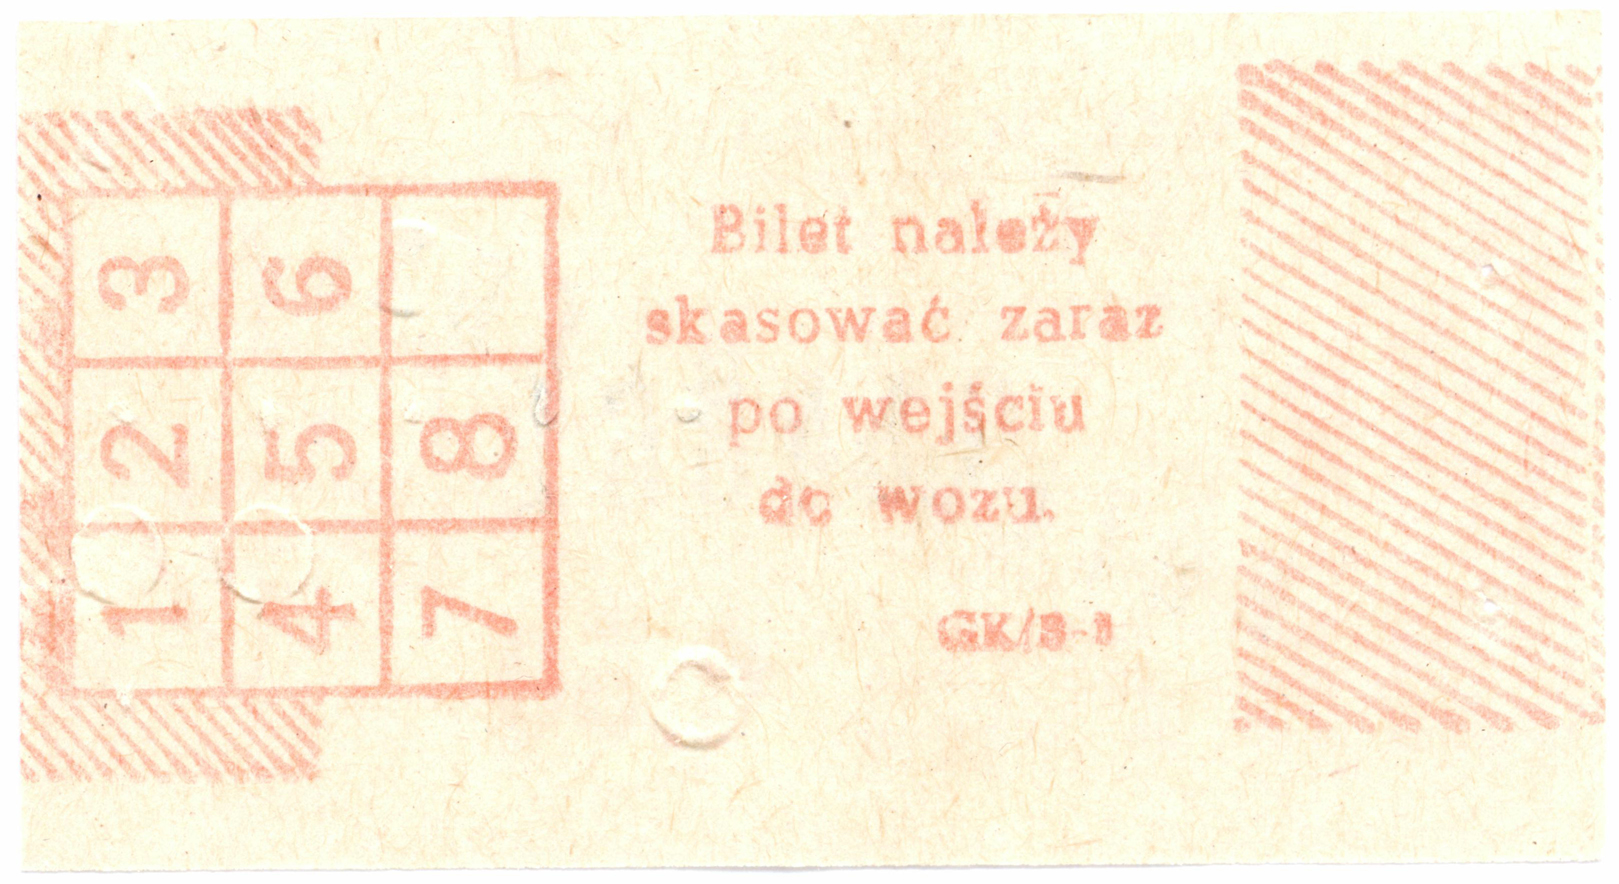 3 6
2 5 8
1 4 7
Bilet należy
skasować zaraz
po wejściu
do wozu.
GK/S-1